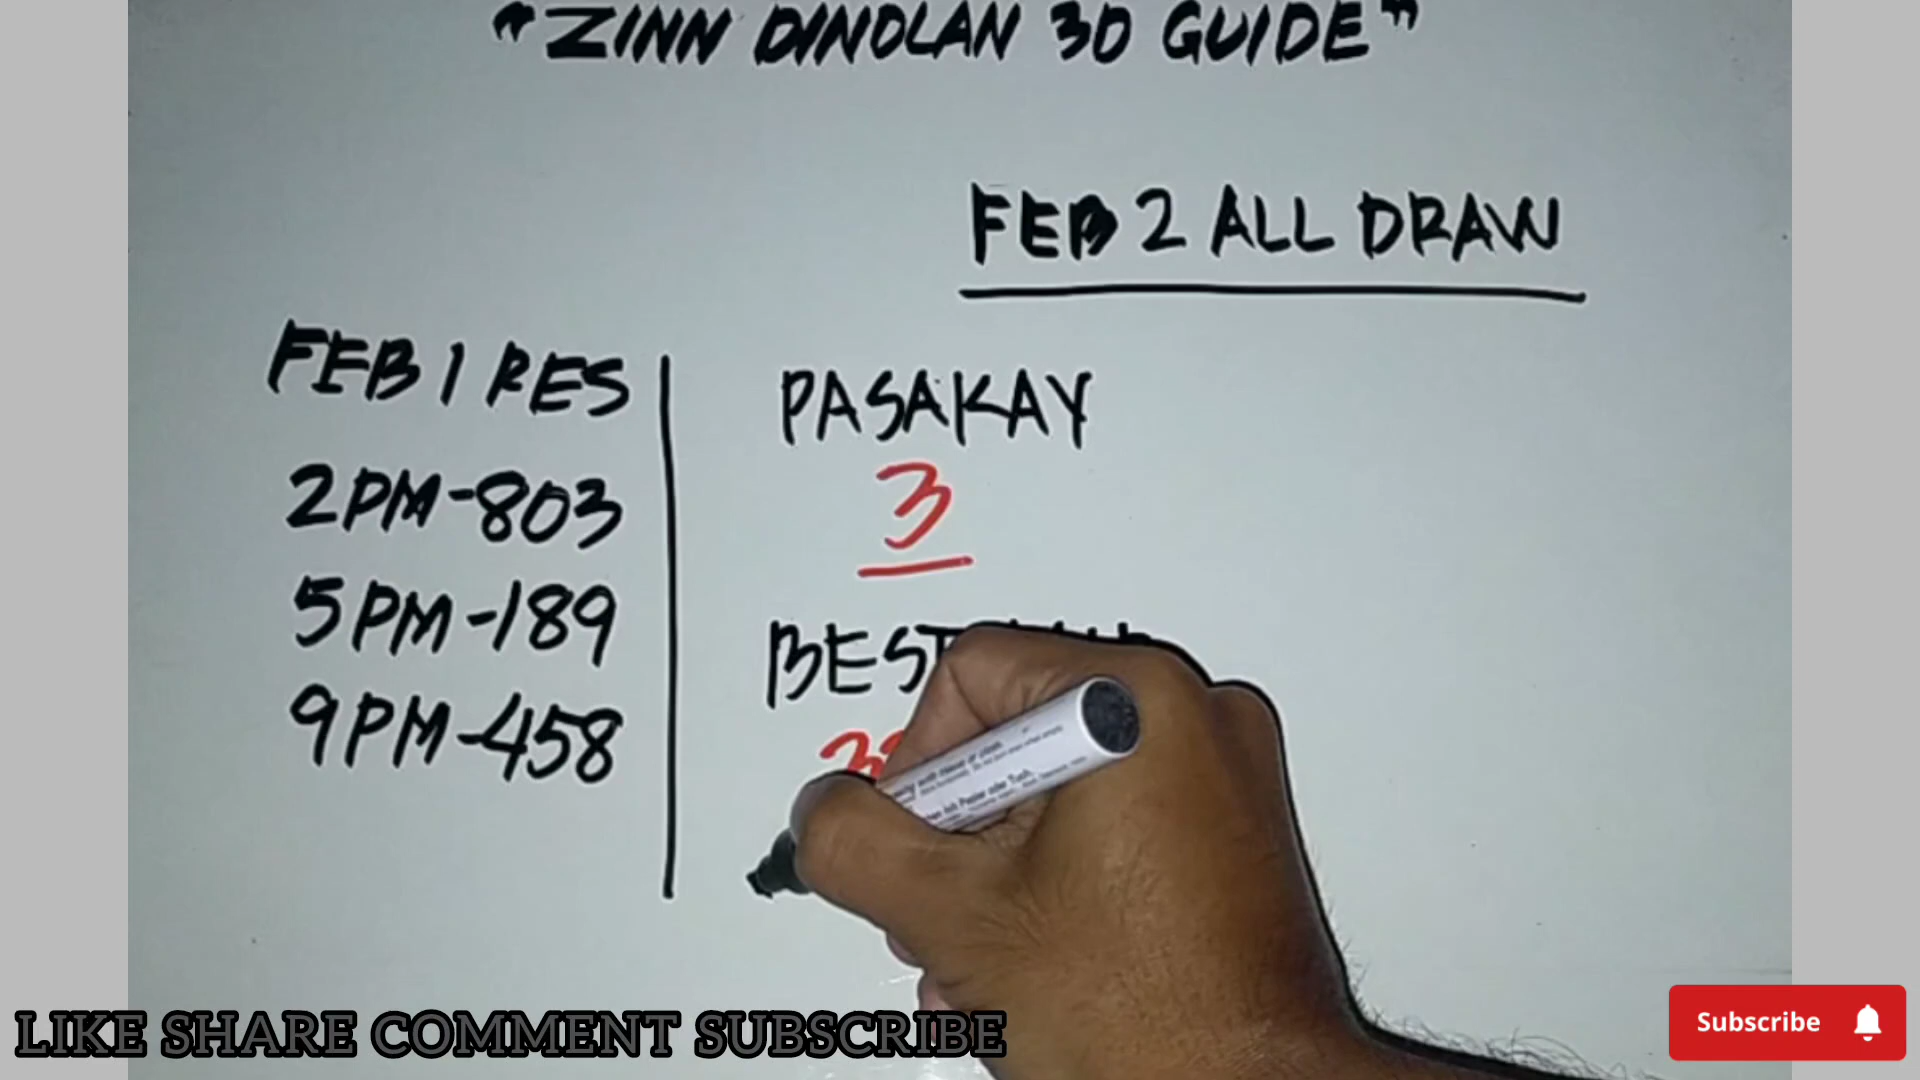 "ZINN DINOLAN 3D GUIDE"
FEB 2 ALL DRAW
FEB 1 RES
2PM-803
5PM-189
9PM-458
PASAKAY
3
BEST
LIKE SHARE COMMENT SUBSCRIBE
Subscribe